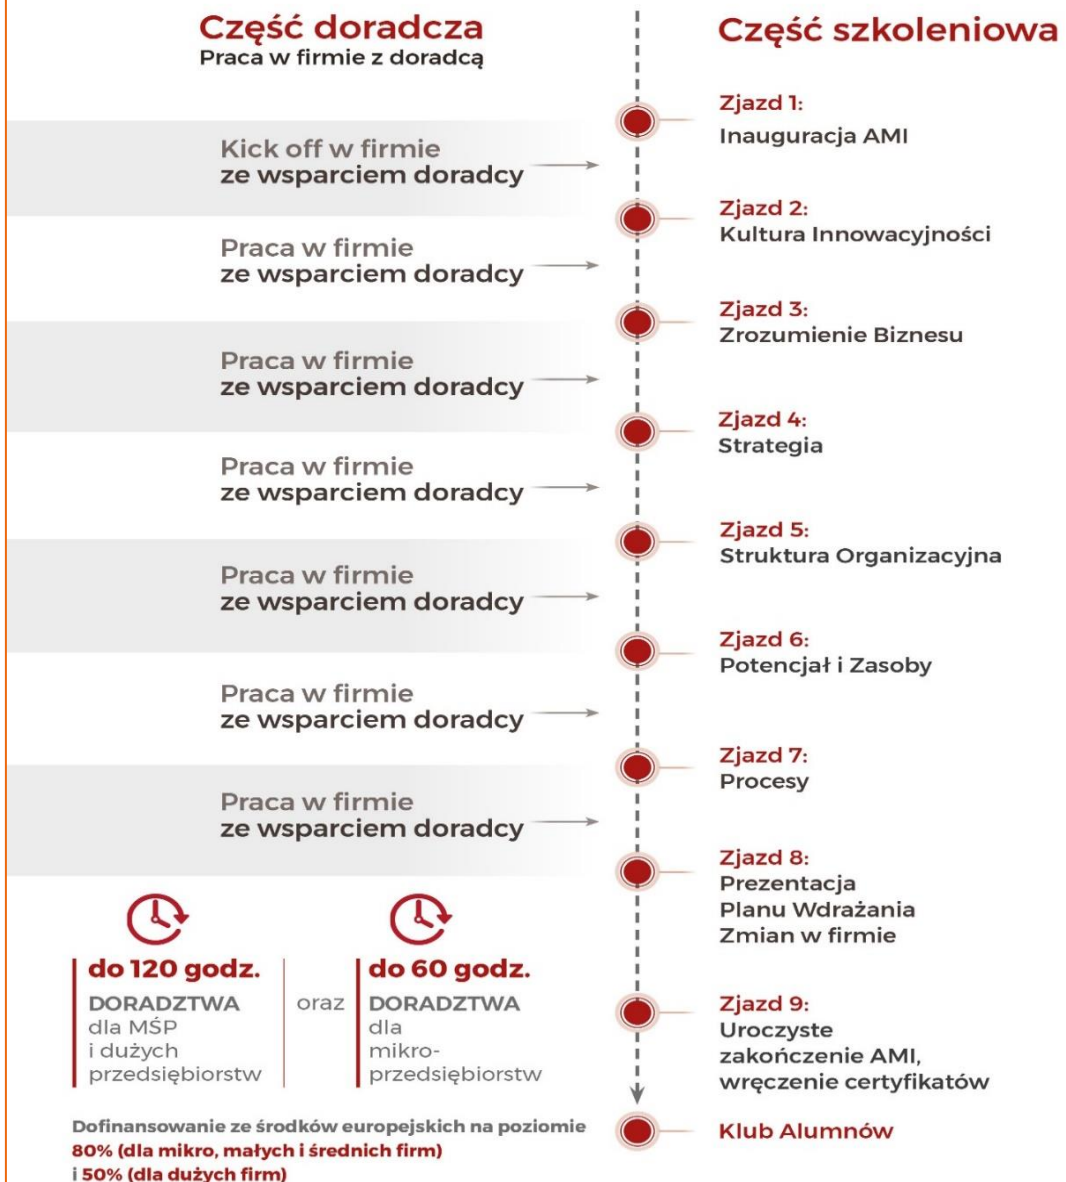 Część doradcza
Praca w firmie z doradcą
Część szkoleniowa
Zjazd 1:
Inauguracja AMI
Kick off w firmie
ze wsparciem doradcy
Zjazd 2:
Kultura Innowacyjności
Praca w firmie
ze wsparciem doradcy
Zjazd 3:
Zrozumienie Biznesu
Praca w firmie
ze wsparciem doradcy
Zjazd 4:
Strategia
Praca w firmie
ze wsparciem doradcy
Zjazd 5:
Struktura Organizacyjna
Praca w firmie
ze wsparciem doradcy
Zjazd 6:
Potencjał i Zasoby
Praca w firmie
ze wsparciem doradcy
Zjazd 7:
Procesy
Praca w firmie
ze wsparciem doradcy
Zjazd 8:
Prezentacja
Planu Wdrażania
Zmian w firmie
do 120 godz.
DORADZTWA
dla MŚP
i dużych
przedsiębiorstw
oraz
do 60 godz.
DORADZTWA
dla
mikro-
przedsiębiorstw
Zjazd 9:
Uroczyste
zakończenie AMI,
wręczenie certyfikatów
Dofinansowanie ze środków europejskich na poziomie
80% (dla mikro, małych i średnich firm)
i 50% (dla dużych firm)
Klub Alumnów